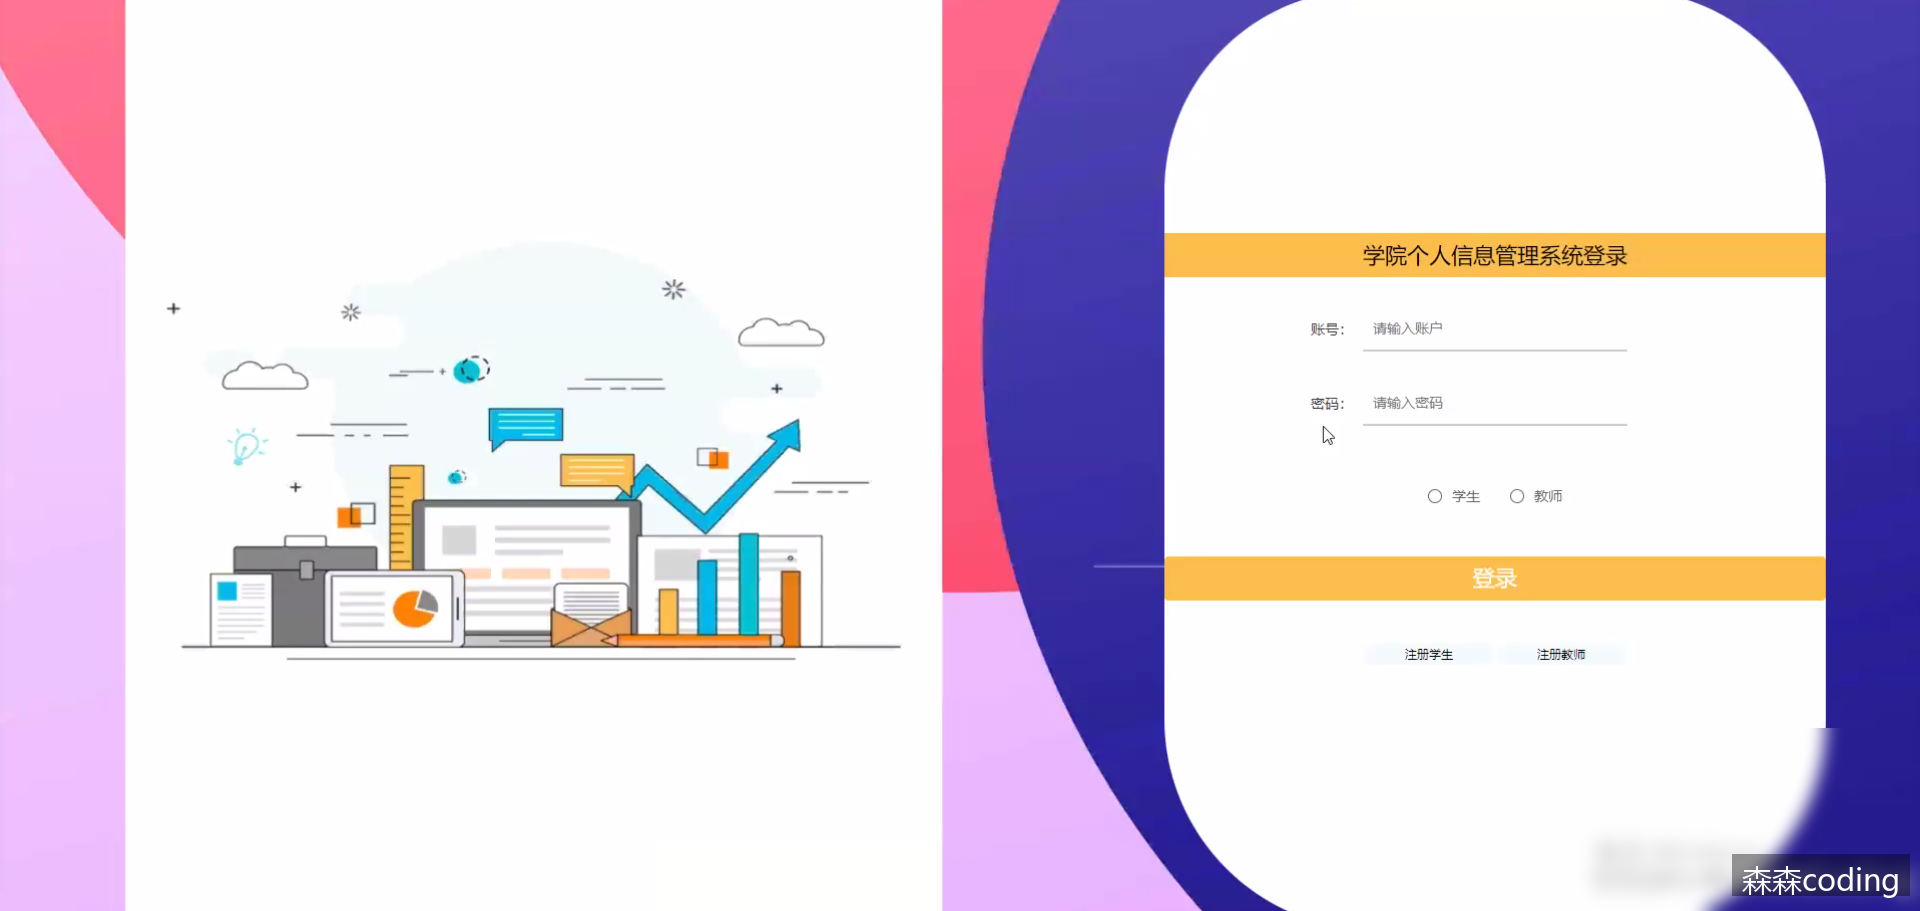 学院个人信息管理系统登录
账号： 请输入账户
密码： 请输入密码
学生 教师
登录
注册学生 注册教师
森森coding